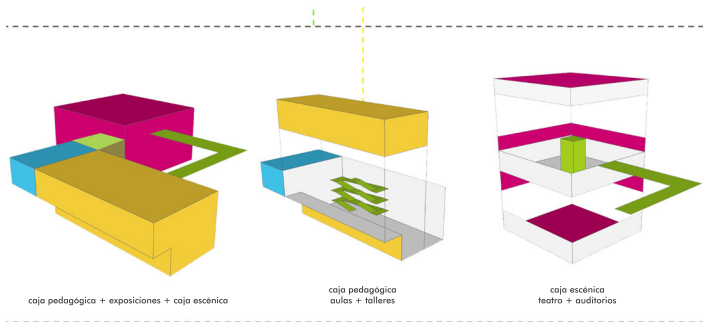 caja pedagógica + exposiciones + caja escénica
caja pedagógica
aulas + talleres
caja escénica
teatro + auditorios